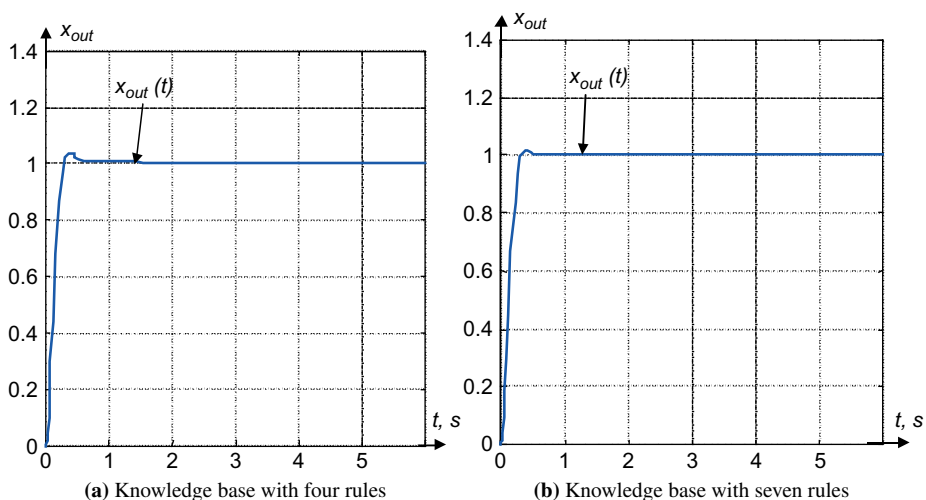 x_out
1.4
x_out (t)
1.2
1
0.8
0.6
0.4
0.2
t, s
0
0 1 2 3 4 5
(a) Knowledge base with four rules
x_out
1.4
x_out (t)
1.2
1
0.8
0.6
0.4
0.2
t, s
0
0 1 2 3 4 5
(b) Knowledge base with seven rules